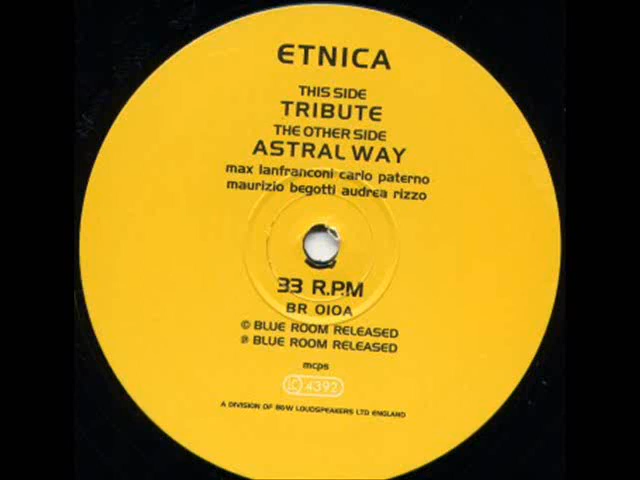 ETNICA
THIS SIDE
TRIBUTE
THE OTHER SIDE
ASTRAL WAY
max lanfranconi carlo paterno
maurizio begotti audrea rizzo
33 R.P.M
BR 010A
© BLUE ROOM RELEASED
℗ BLUE ROOM RELEASED
mcps
LC 4392
A DIVISION OF B&W LOUDSPEAKERS LTD ENGLAND